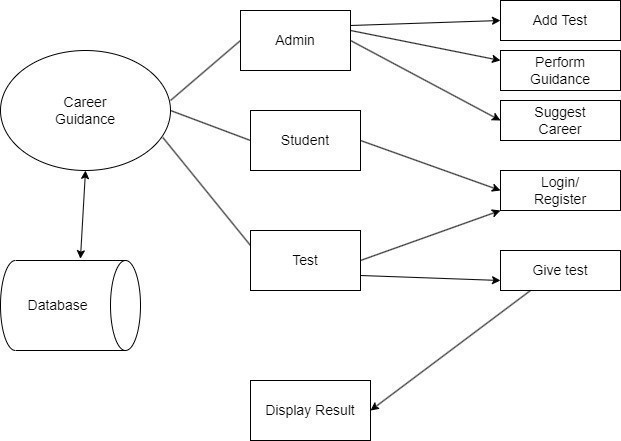 Admin
Add Test
Perform
Guidance
Career
Guidance
Suggest
Career
Student
Login/
Register
Test
Give test
Database
Display Result